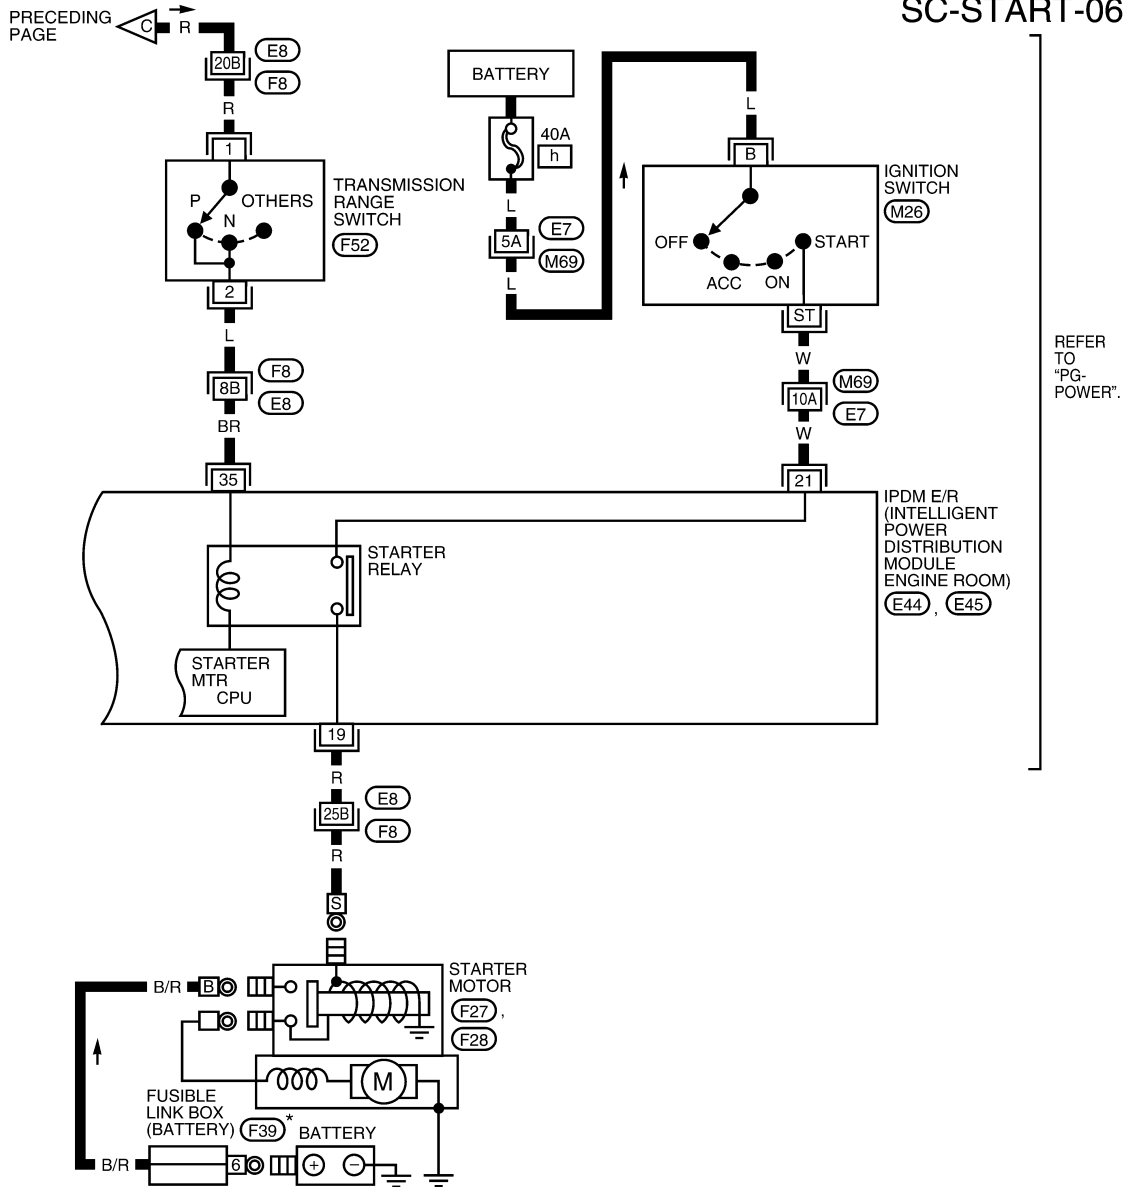 SC-START-06
PRECEDING
PAGE
C
R
20B
E8
F8
R
1
P
OTHERS
N
TRANSMISSION
RANGE
SWITCH
F52
2
L
8B
F8
E8
BR
35
BATTERY
40A
h
L
5A
E7
M69
L
L
B
IGNITION
SWITCH
M26
OFF
START
ACC
ON
ST
W
10A
M69
E7
W
21
REFER
TO
“PG-
POWER”.
IPDM E/R
(INTELLIGENT
POWER
DISTRIBUTION
MODULE
ENGINE ROOM)
E44 , E45
STARTER
RELAY
STARTER
MTR
CPU
19
R
25B
E8
F8
R
S
B/R
B
STARTER
MOTOR
F27 ,
F28
M
FUSIBLE
LINK BOX
(BATTERY) F39 *
BATTERY
B/R
6
+
−